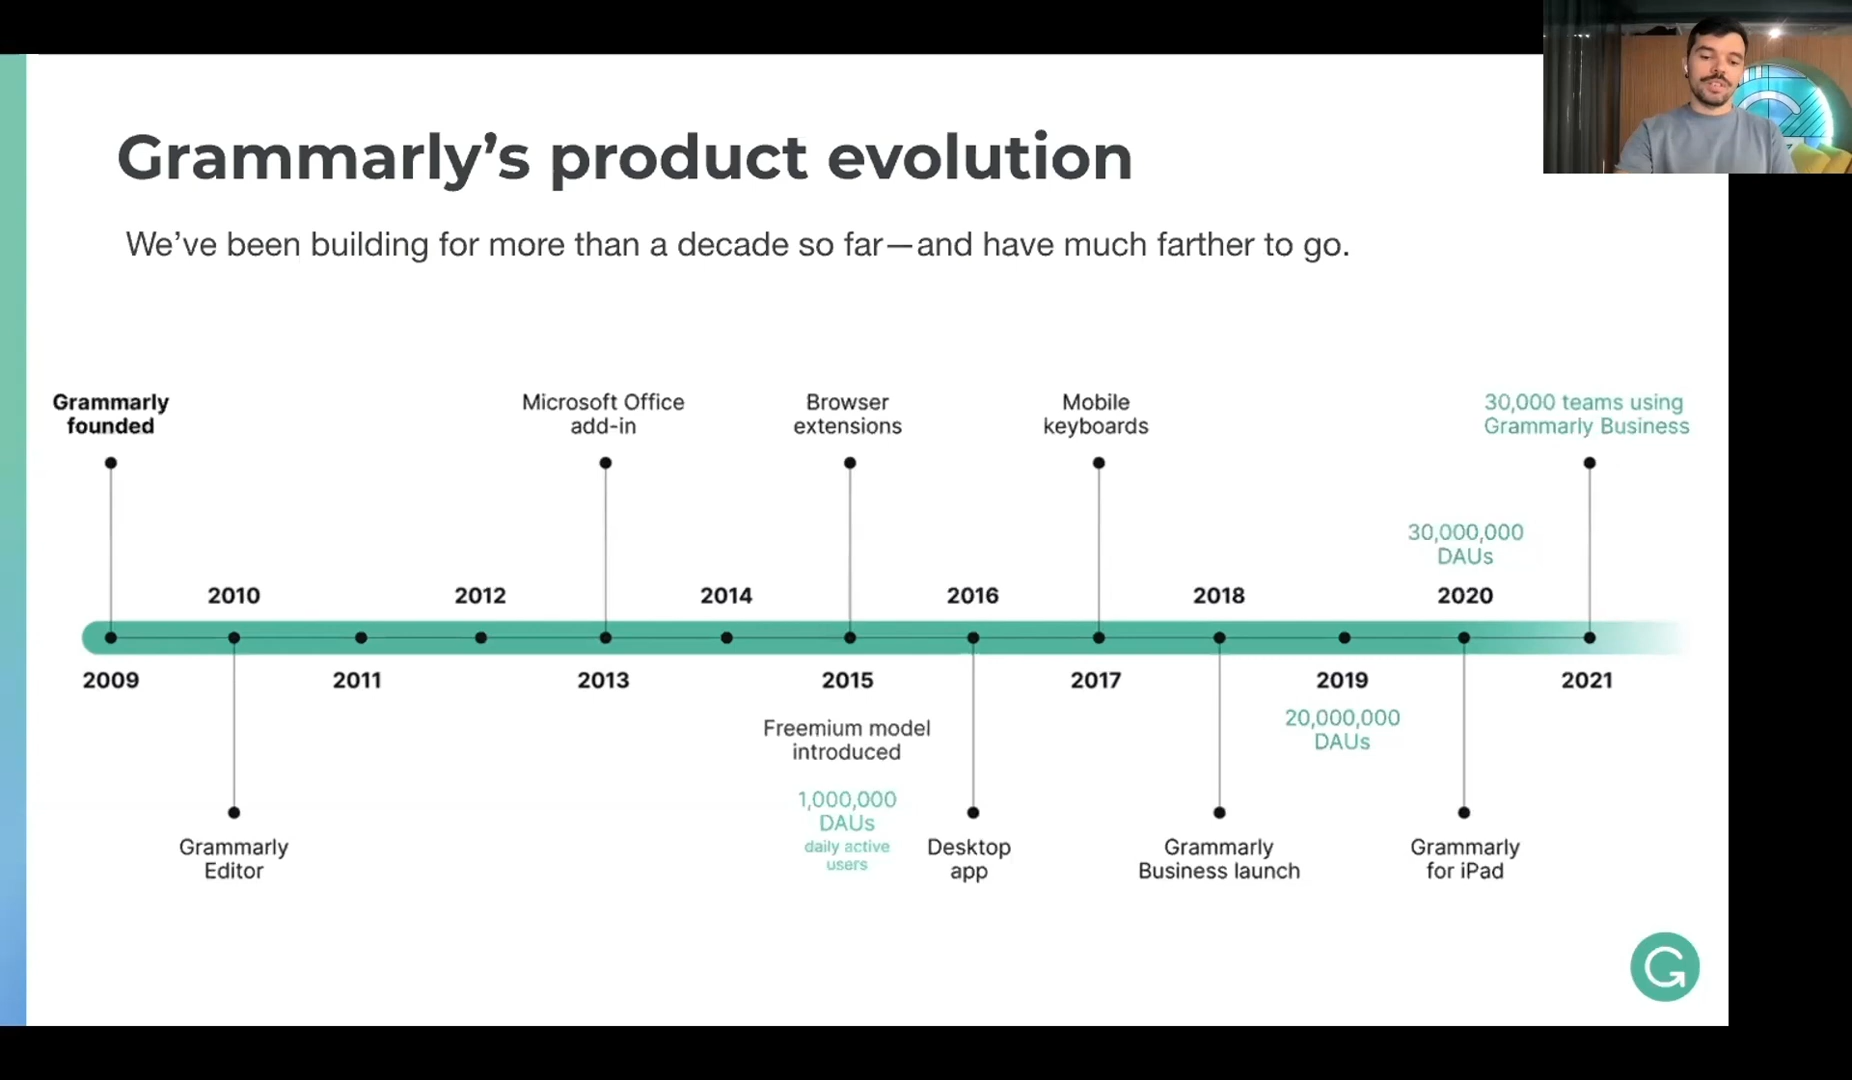 Grammarly’s product evolution
We’ve been building for more than a decade so far—and have much farther to go.
Grammarly
founded
Microsoft Office
add-in
Browser
extensions
Mobile
keyboards
30,000 teams using
Grammarly Business
30,000,000
DAUs
2010
2012
2014
2016
2018
2020
2009
2011
2013
2015
2017
2019
2021
Freemium model
introduced
1,000,000
DAUs
daily active
users
20,000,000
DAUs
Grammarly
Editor
Desktop
app
Grammarly
Business launch
Grammarly
for iPad
G